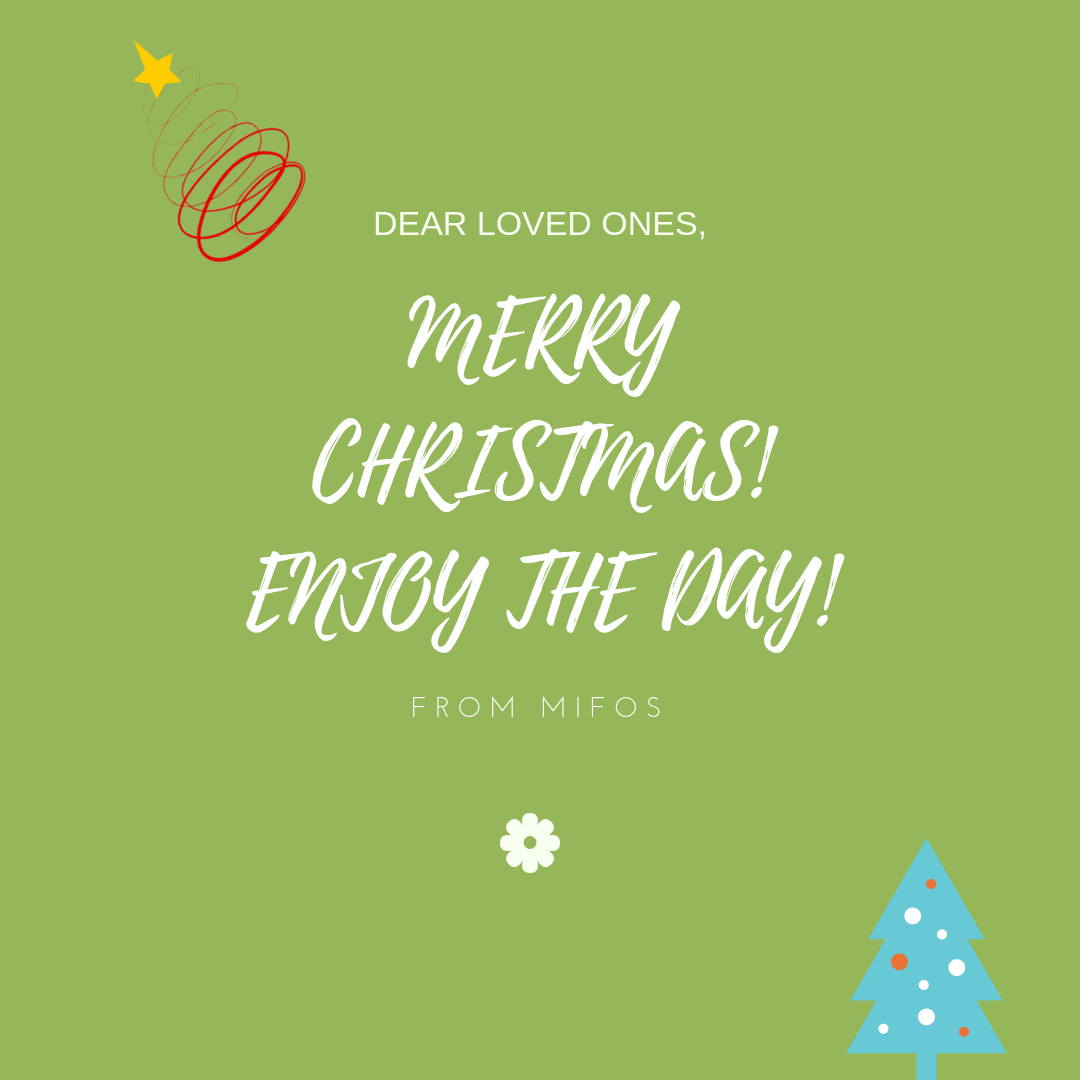 DEAR LOVED ONES,
MERRY
CHRISTMAS!
ENJOY THE DAY!
FROM MIFOS